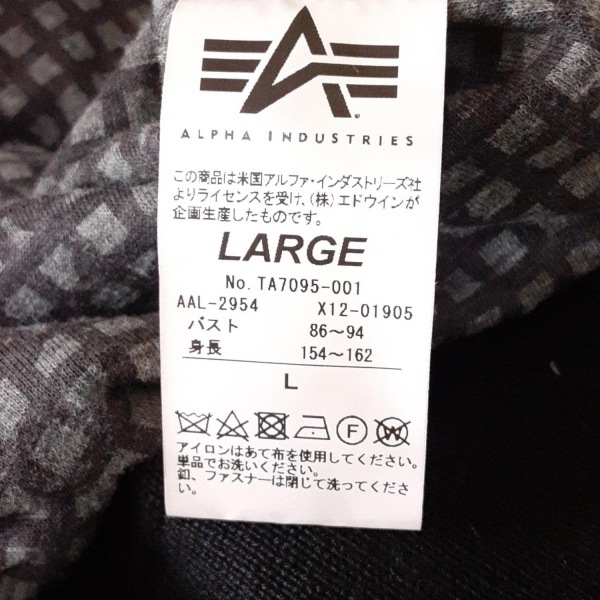 ALPHA INDUSTRIES
この商品は米国アルファ・インダストリーズ社
よりライセンスを受け、(株)エドウインが
企画生産したものです。
LARGE
No. TA7095-001
AAL-2954 X12-01905
バスト 86～94
身長 154～162
L
F W
アイロンはあて布を使用してください。
単品でお洗いください。
釦、ファスナーは閉じて洗ってくださ
い。